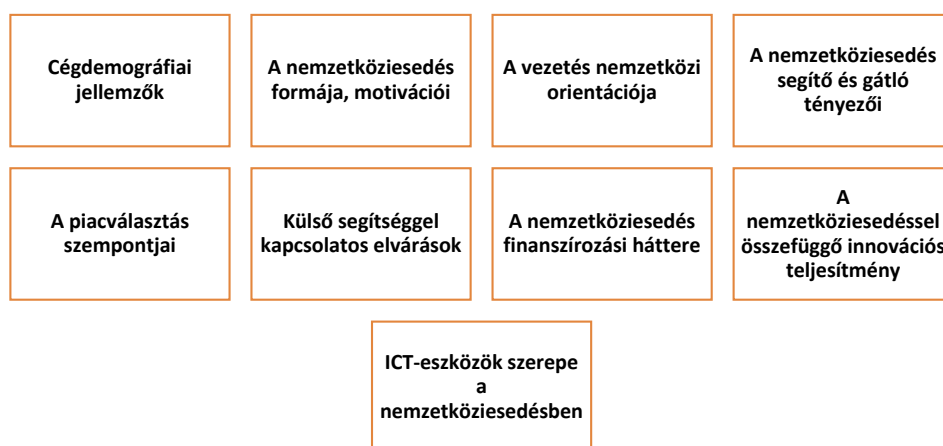 Cégdemográfiai
jellemzők
A nemzetköziesedés
formája, motivációi
A vezetés nemzetközi
orientációja
A nemzetköziesedés
segítő és gátló
tényezői
A piacválasztás
szempontjai
Külső segítséggel
kapcsolatos elvárások
A nemzetköziesedés
finanszírozási háttere
A
nemzetköziesedéssel
összefüggő innovációs
teljesítmény
ICT-eszközök szerepe
a
nemzetköziesedésben